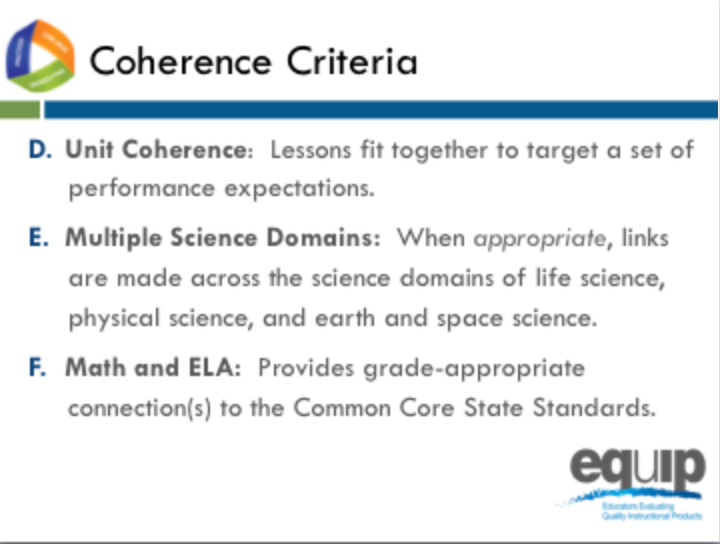 Coherence Criteria
D. Unit Coherence: Lessons fit together to target a set of
performance expectations.
E. Multiple Science Domains: When appropriate, links
are made across the science domains of life science,
physical science, and earth and space science.
F. Math and ELA: Provides grade-appropriate
connection(s) to the Common Core State Standards.
equip
Educators Evaluating
Quality Instructional Products